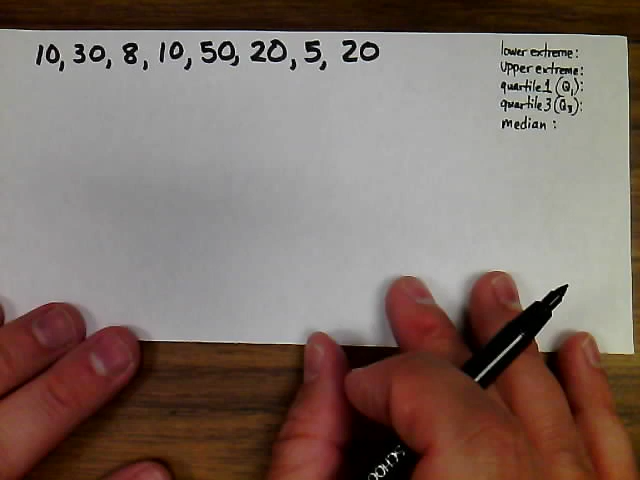 10, 30, 8, 10, 50, 20, 5, 20
lower extreme:
upper extreme:
quartile 1 (Q₁):
quartile 3 (Q₃):
median :
SCHOO